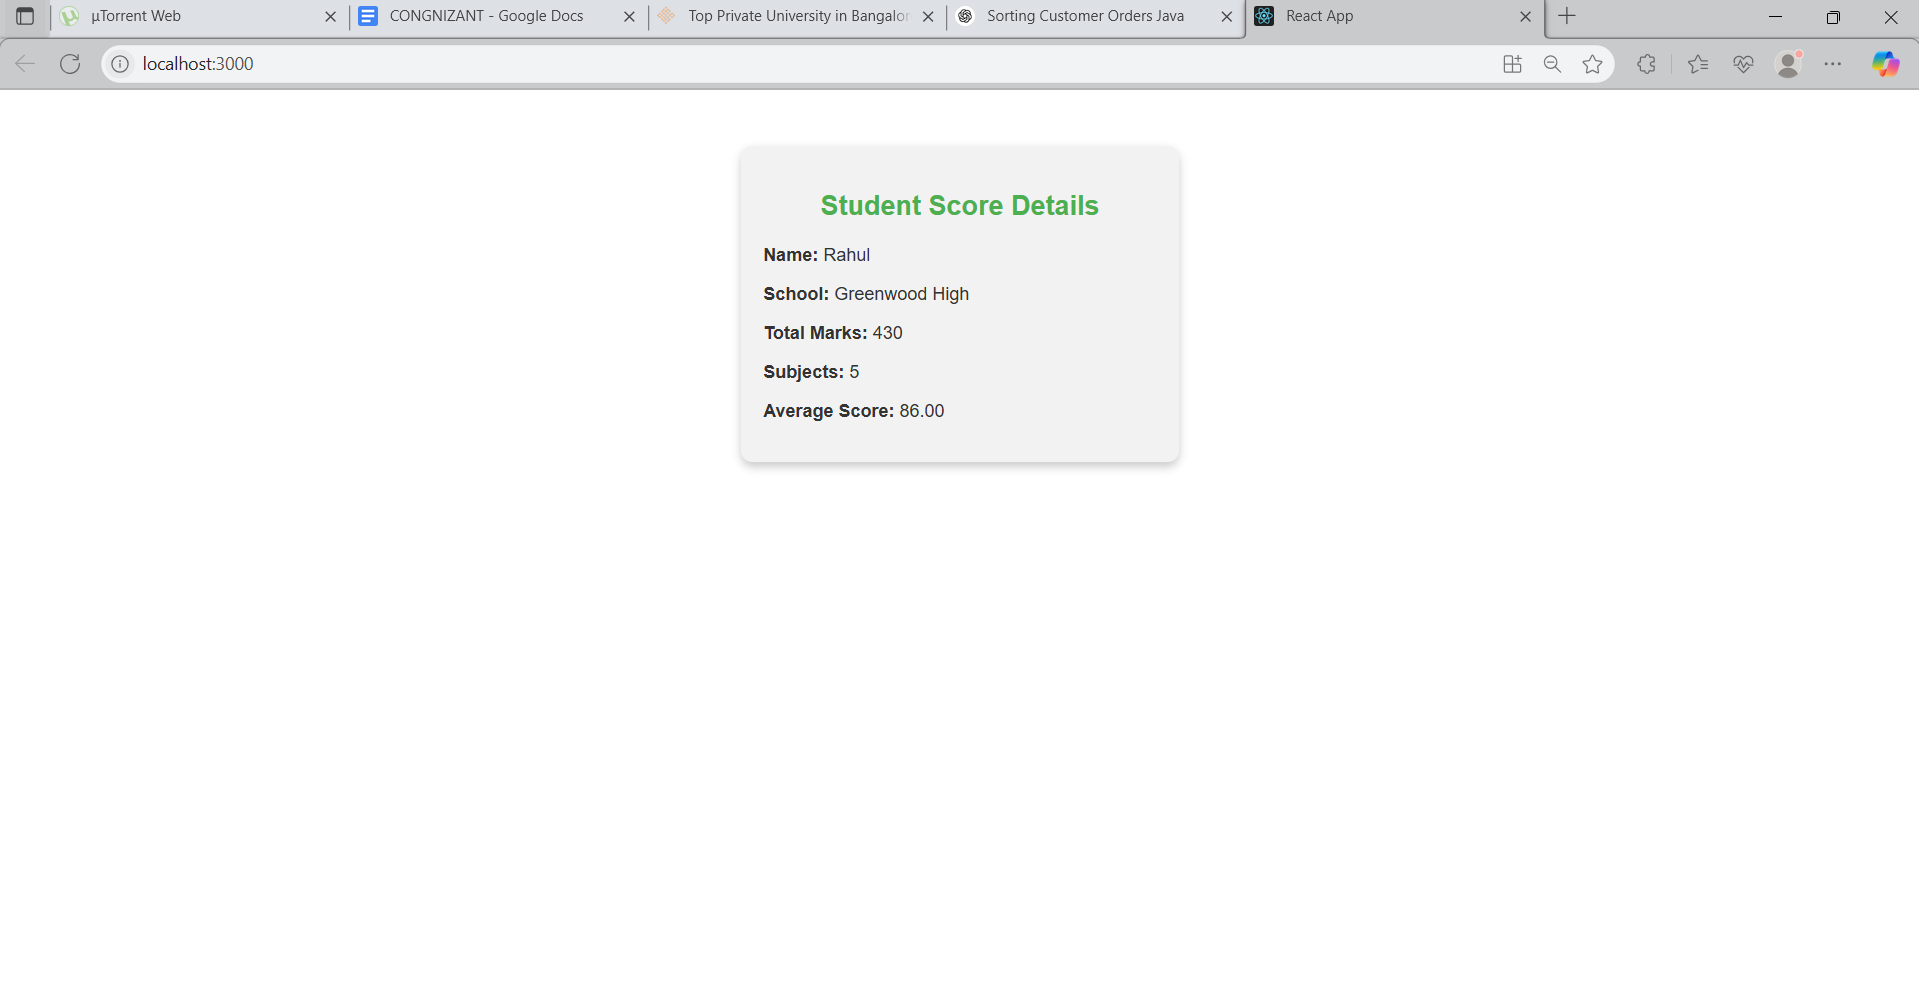 µTorrent Web
CONGNIZANT - Google Docs
Top Private University in Bangalor
Sorting Customer Orders Java
React App
localhost:3000
Student Score Details
Name: Rahul
School: Greenwood High
Total Marks: 430
Subjects: 5
Average Score: 86.00